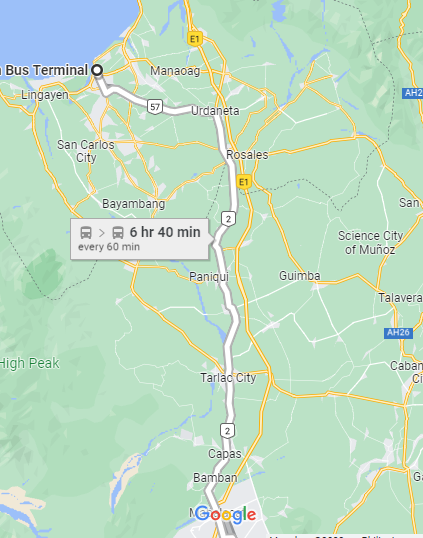 E1
Bus Terminal
Manaoag
AH2
Lingayen
57
Urdaneta
San Carlos
City
Rosales
E1
Bayambang
San
2
6 hr 40 min
every 60 min
Science City
of Muñoz
Paniqui
Guimba
Talavera
AH26
High Peak
Caban
Tarlac City
City
2
Capas
Bamban
Ga
Google